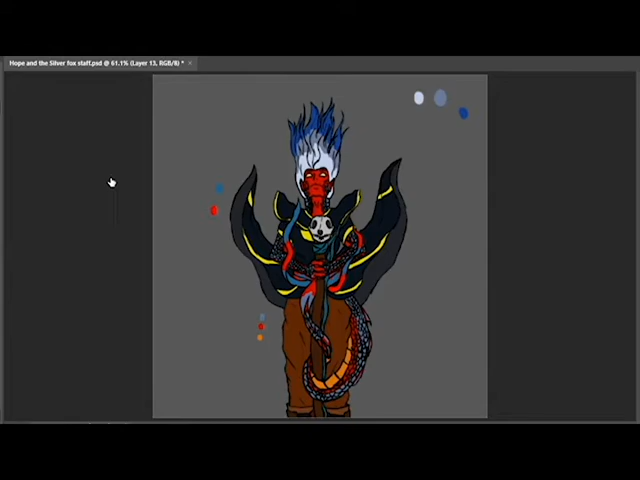 Hope and the Silver fox staff.psd @ 61.1% (Layer 13, RGB/8) * ×